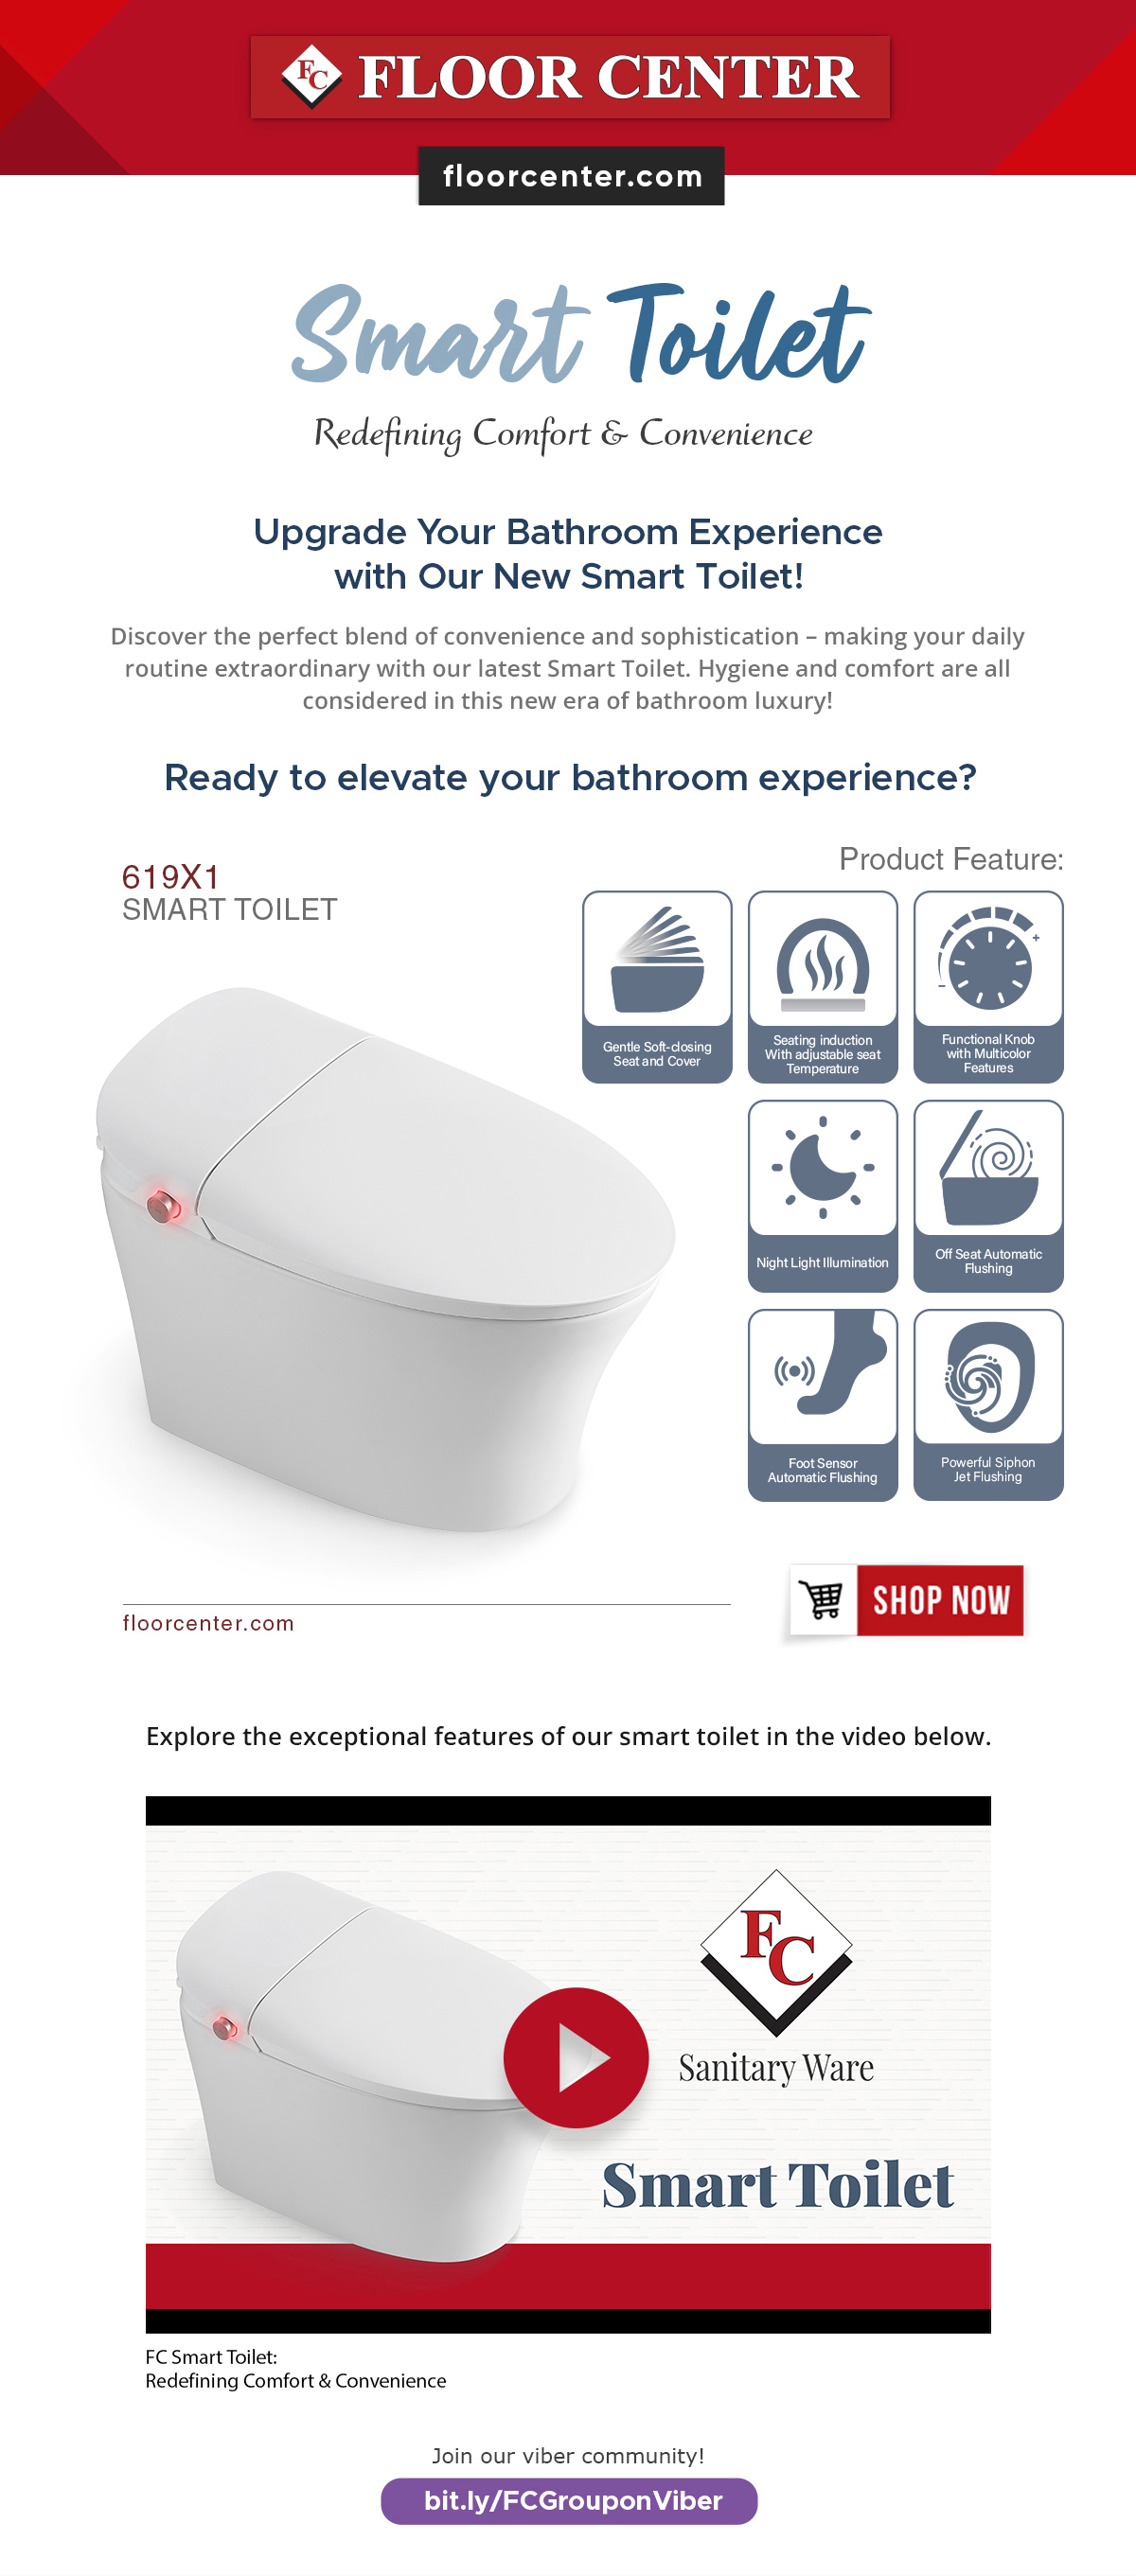 FC FLOOR CENTER
floorcenter.com
Smart Toilet
Redefining Comfort & Convenience
Upgrade Your Bathroom Experience
with Our New Smart Toilet!
Discover the perfect blend of convenience and sophistication – making your daily
routine extraordinary with our latest Smart Toilet. Hygiene and comfort are all
considered in this new era of bathroom luxury!
Ready to elevate your bathroom experience?
619X1
SMART TOILET
Product Feature:
Gentle Soft-closing
Seat and Cover
Seating induction
With adjustable seat
Temperature
+
-
Functional Knob
with Multicolor
Features
Night Light Illumination
Off Seat Automatic
Flushing
Foot Sensor
Automatic Flushing
Powerful Siphon
Jet Flushing
SHOP NOW
floorcenter.com
Explore the exceptional features of our smart toilet in the video below.
FC
Sanitary Ware
Smart Toilet
FC Smart Toilet:
Redefining Comfort & Convenience
Join our viber community!
bit.ly/FCGrouponViber